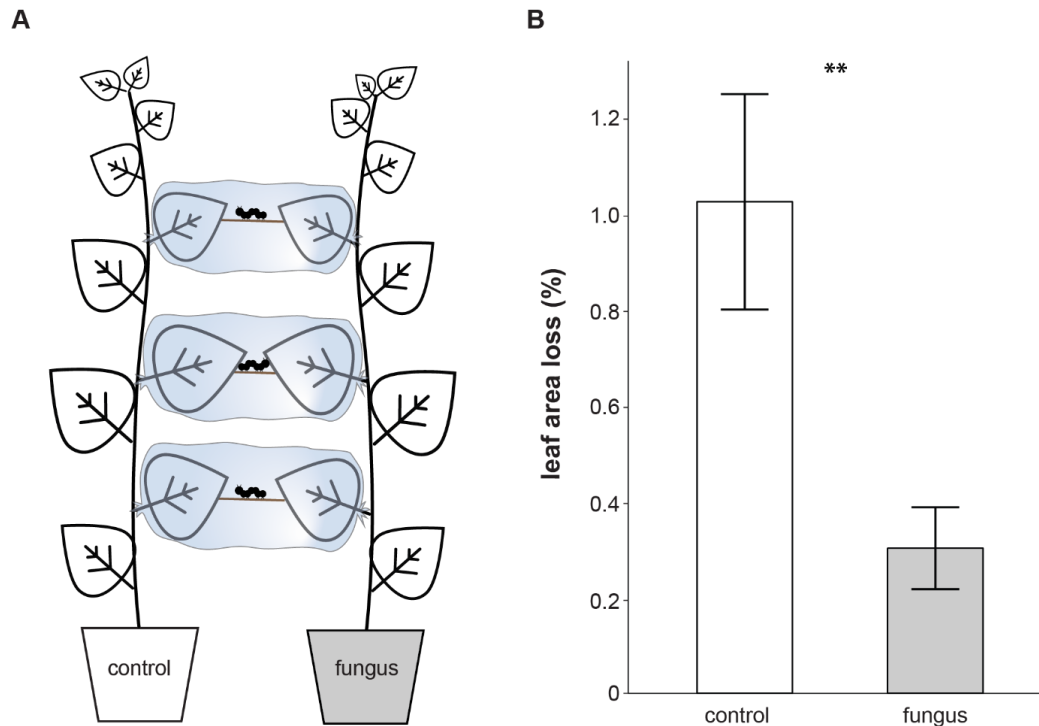 A
control
fungus
B
**
leaf area loss (%)
1.2
1.0
0.8
0.6
0.4
0.2
0
control
fungus